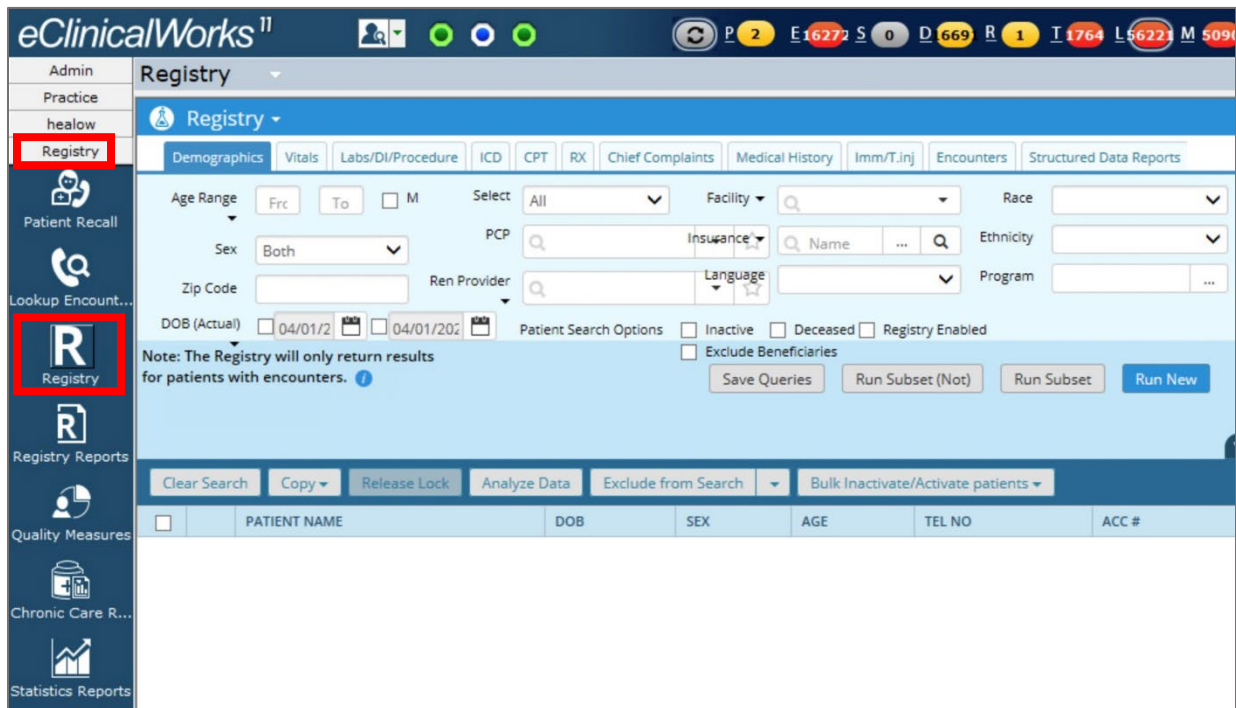 eClinicalWorks 11
P 2 E 16272 S 0 D 669 R 1 T 1764 L 56221 M 5090
Admin
Practice
healow
Registry
Patient Recall
Lookup Encount...
R
Registry
R
Registry Reports
Quality Measures
Chronic Care R...
Statistics Reports
Registry
Registry
Demographics Vitals Labs/DI/Procedure ICD CPT RX Chief Complaints Medical History Imm/T.inj Encounters Structured Data Reports
Age Range Frc To M Select All Facility Race
Sex Both PCP Insurance Name ... Ethnicity
Zip Code Ren Provider Language Program ...
DOB (Actual) 04/01/2 04/01/202 Patient Search Options Inactive Deceased Registry Enabled
Exclude Beneficiaries
Note: The Registry will only return results
for patients with encounters. i
Save Queries Run Subset (Not) Run Subset Run New
Clear Search Copy Release Lock Analyze Data Exclude from Search Bulk Inactivate/Activate patients
PATIENT NAME DOB SEX AGE TEL NO ACC #